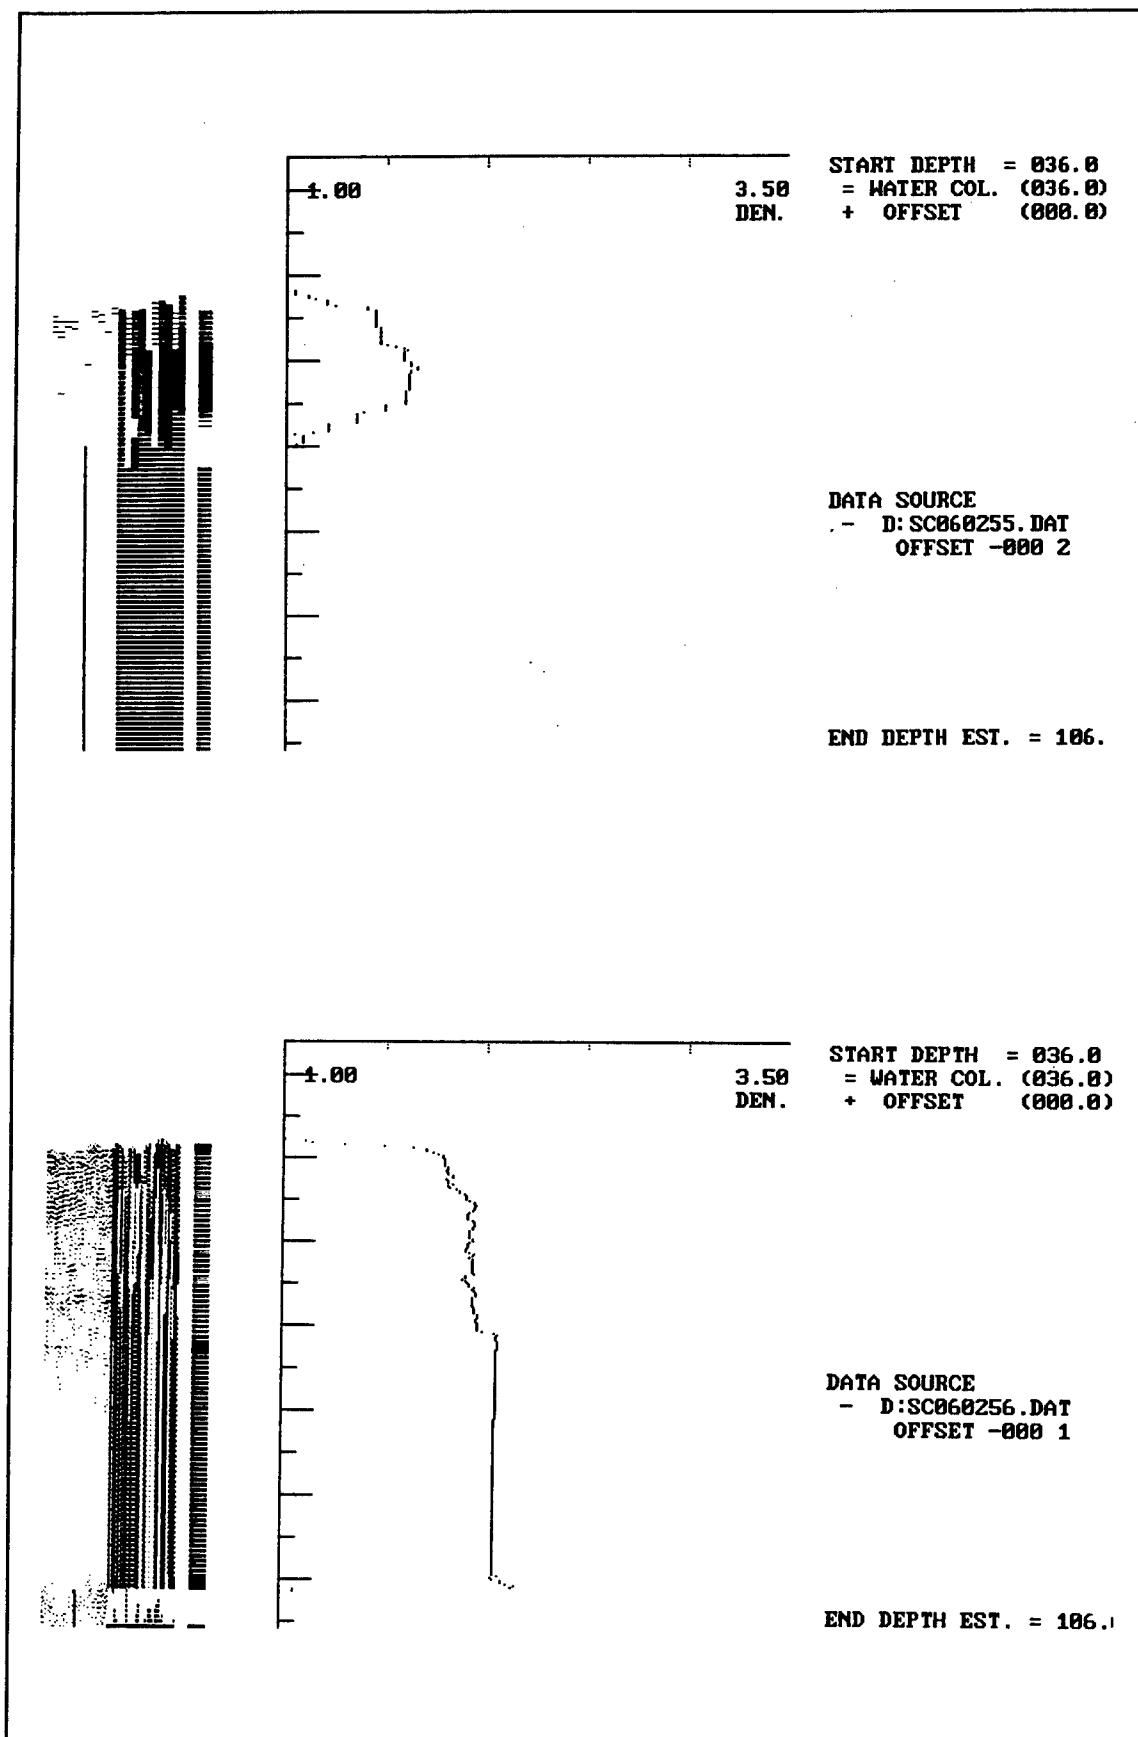 START DEPTH = 036.0
1.00 3.50 = WATER COL. (036.0)
DEN. + OFFSET (000.0)
DATA SOURCE
- D:SC060255.DAT
OFFSET -000 2
END DEPTH EST. = 106.
START DEPTH = 036.0
1.00 3.50 = WATER COL. (036.0)
DEN. + OFFSET (000.0)
DATA SOURCE
- D:SC060256.DAT
OFFSET -000 1
END DEPTH EST. = 106.